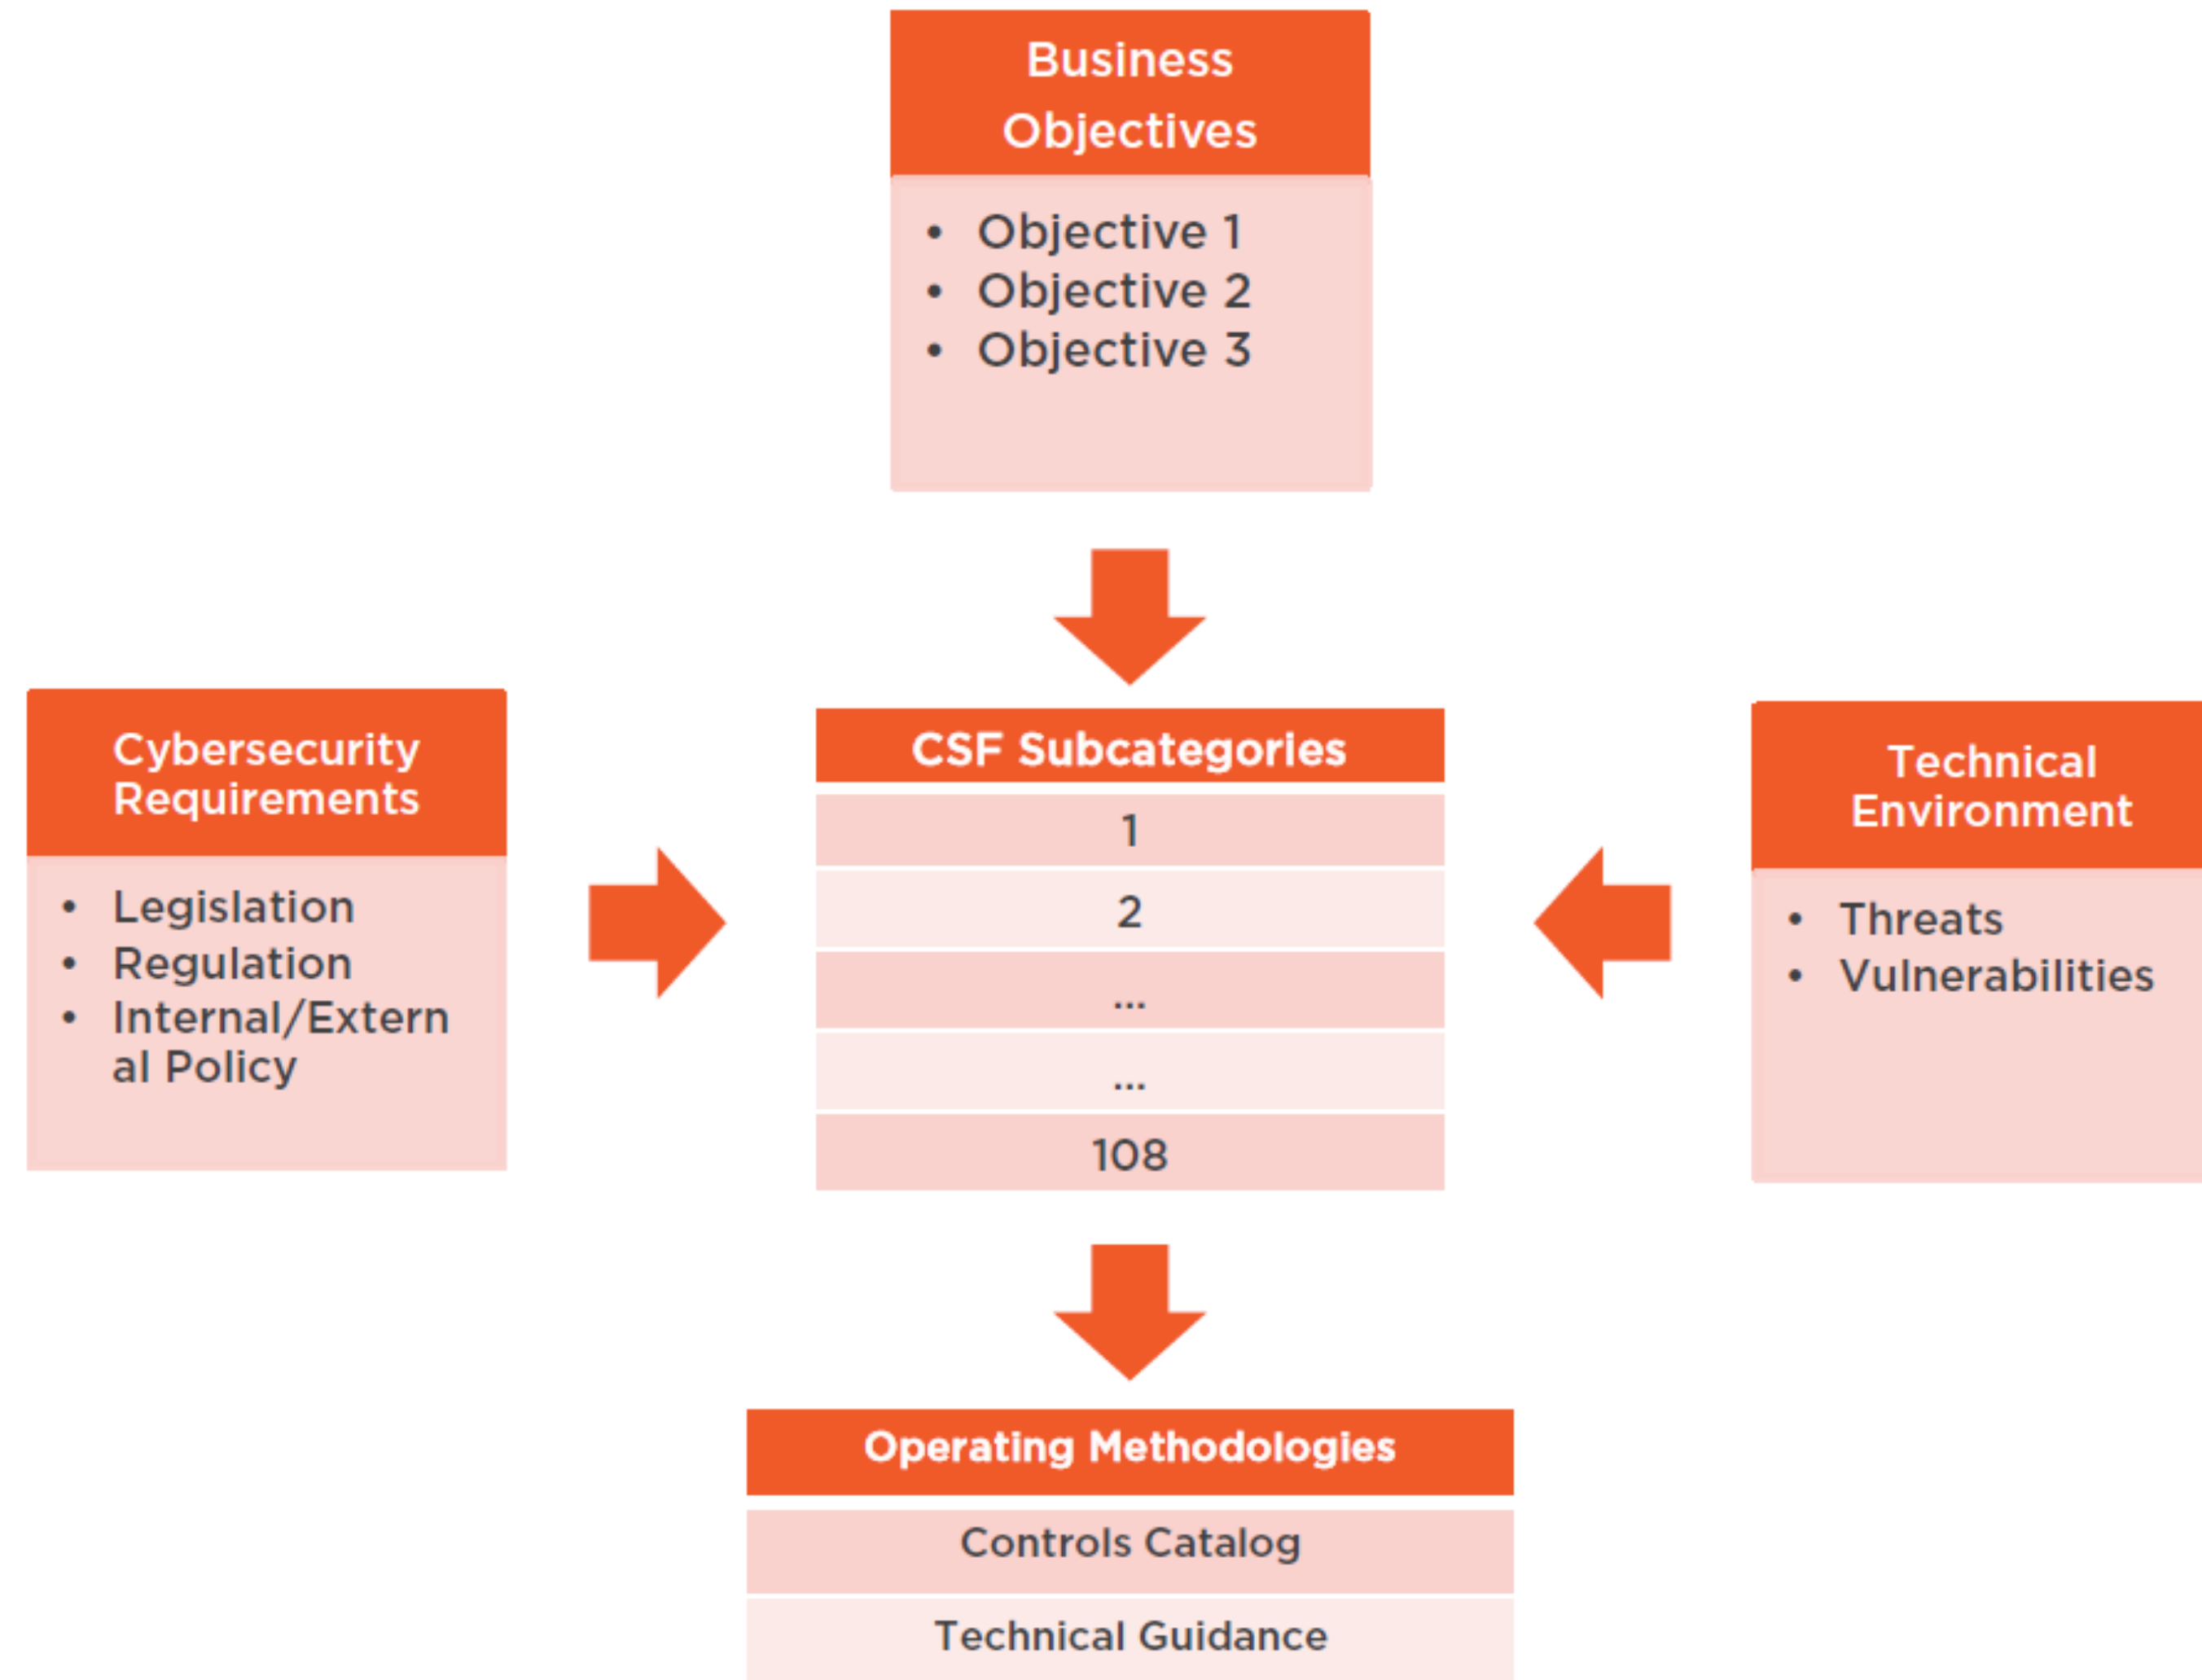 Business
Objectives
• Objective 1
• Objective 2
• Objective 3
Cybersecurity
Requirements
• Legislation
• Regulation
• Internal/Extern
al Policy
CSF Subcategories
1
2
...
...
108
Technical
Environment
• Threats
• Vulnerabilities
Operating Methodologies
Controls Catalog
Technical Guidance